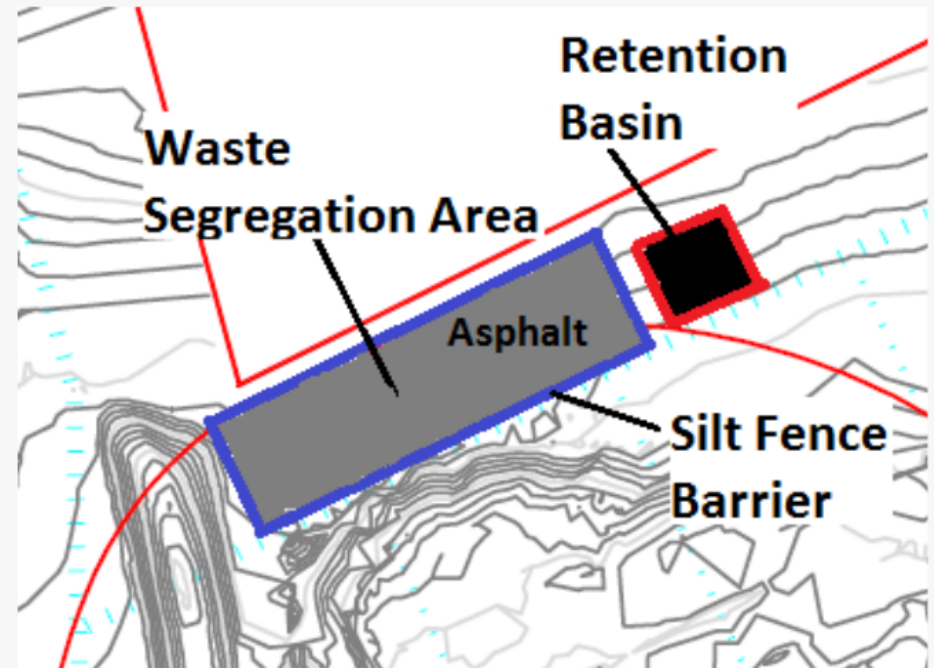 Retention
Basin
Waste
Segregation Area
Asphalt
Silt Fence
Barrier